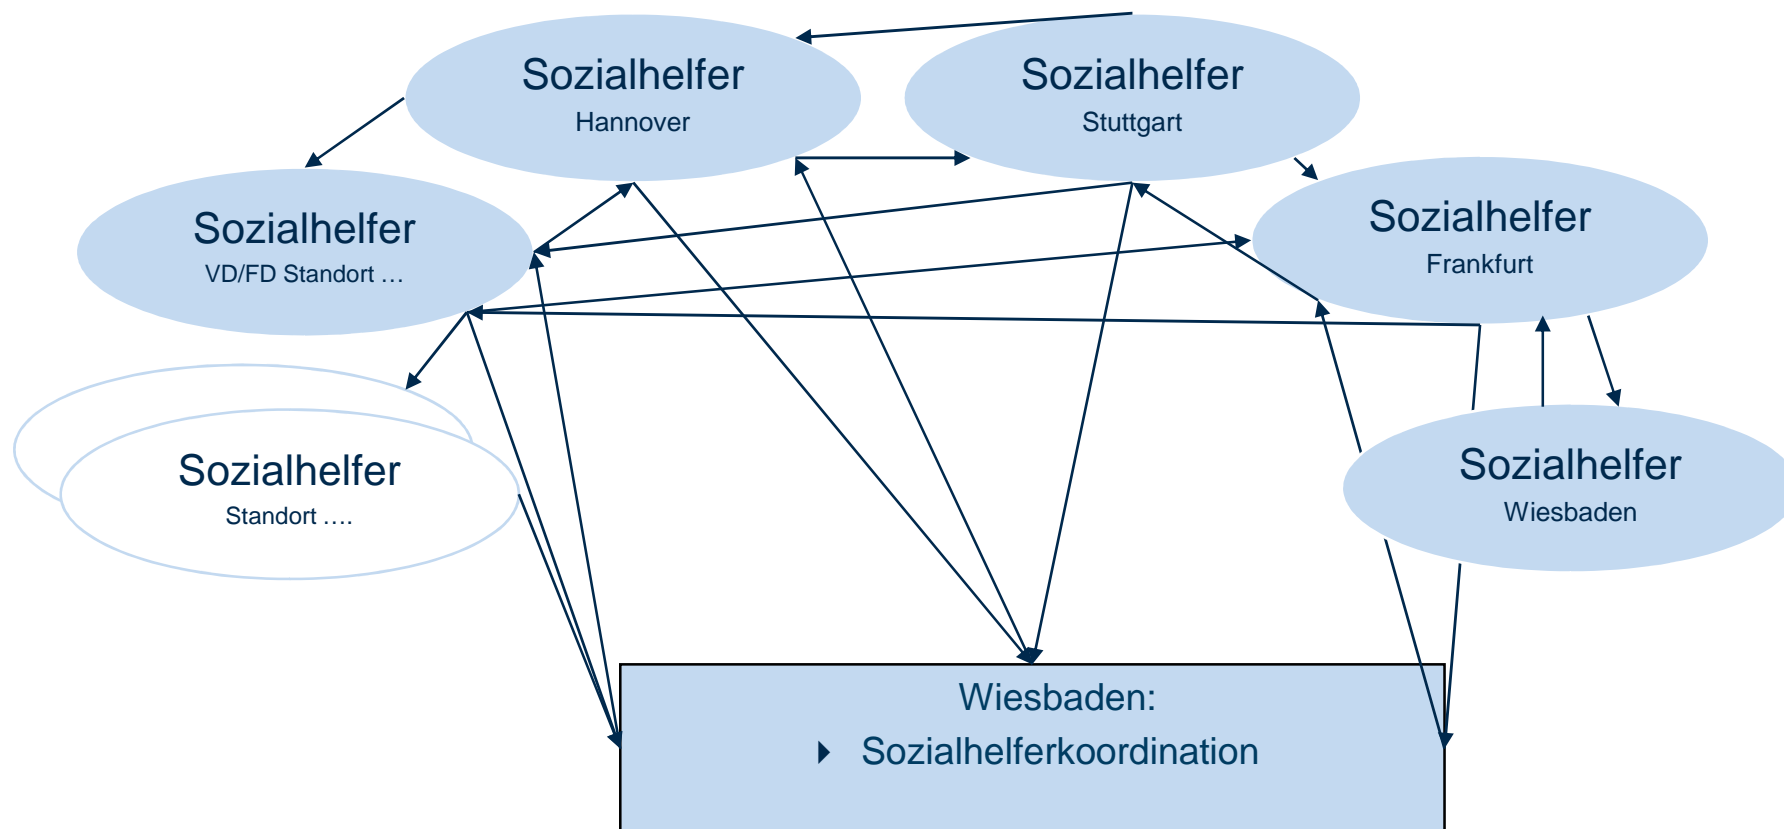 Sozialhelfer
Hannover
Sozialhelfer
Stuttgart
Sozialhelfer
VD/FD Standort …
Sozialhelfer
Frankfurt
Sozialhelfer
Standort ….
Sozialhelfer
Wiesbaden
Wiesbaden:
Sozialhelferkoordination